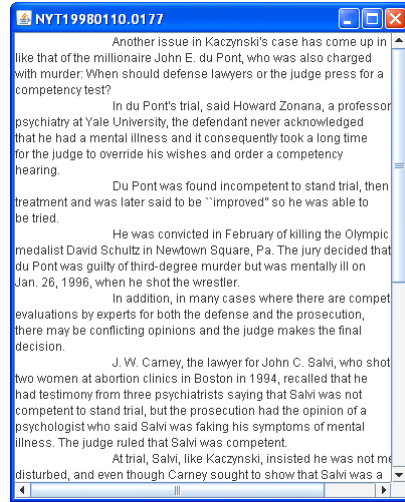 NYT19980110.0177
Another issue in Kaczynski's case has come up in
like that of the millionaire John E. du Pont, who was also charged
with murder: When should defense lawyers or the judge press for a
competency test?
In du Pont's trial, said Howard Zonana, a professor
psychiatry at Yale University, the defendant never acknowledged
that he had a mental illness and it consequently took a long time
for the judge to override his wishes and order a competency
hearing.
Du Pont was found incompetent to stand trial, then
treatment and was later said to be ``improved'' so he was able to
be tried.
He was convicted in February of killing the Olympic
medalist David Schultz in Newtown Square, Pa. The jury decided that
du Pont was guilty of third-degree murder but was mentally ill on
Jan. 26, 1996, when he shot the wrestler.
In addition, in many cases where there are compet
evaluations by experts for both the defense and the prosecution,
there may be conflicting opinions and the judge makes the final
decision.
J. W. Carney, the lawyer for John C. Salvi, who shot
two women at abortion clinics in Boston in 1994, recalled that he
had testimony from three psychiatrists saying that Salvi was not
competent to stand trial, but the prosecution had the opinion of a
psychologist who said Salvi was faking his symptoms of mental
illness. The judge ruled that Salvi was competent.
At trial, Salvi, like Kaczynski, insisted he was not me
disturbed, and even though Carney sought to show that Salvi was a